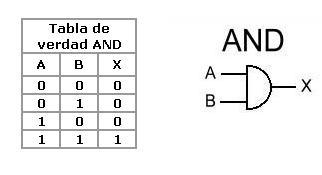 Tabla de
verdad AND
A B X
0 0 0
0 1 0
1 0 0
1 1 1
AND
A
B
X